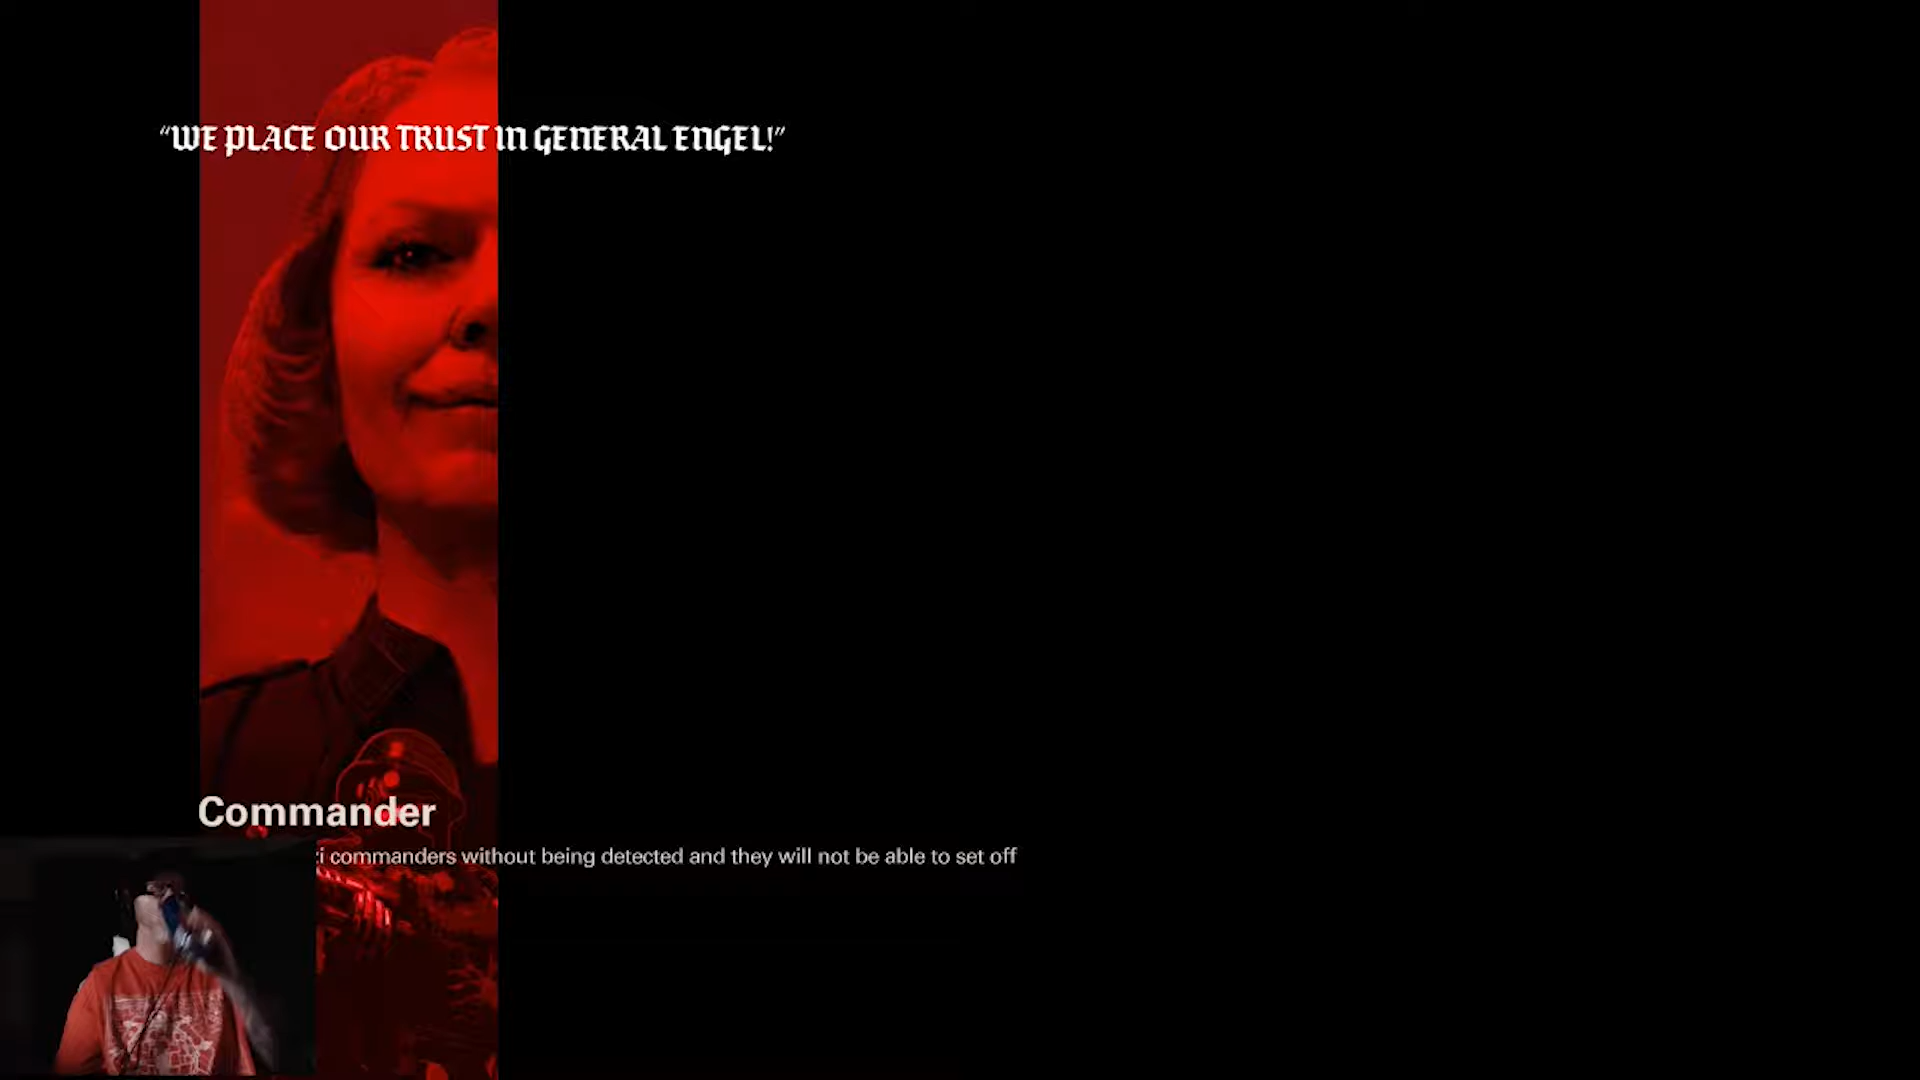 “WE PLACE OUR TRUST IN GENERAL ENGEL!”
Commander
commanders without being detected and they will not be able to set off